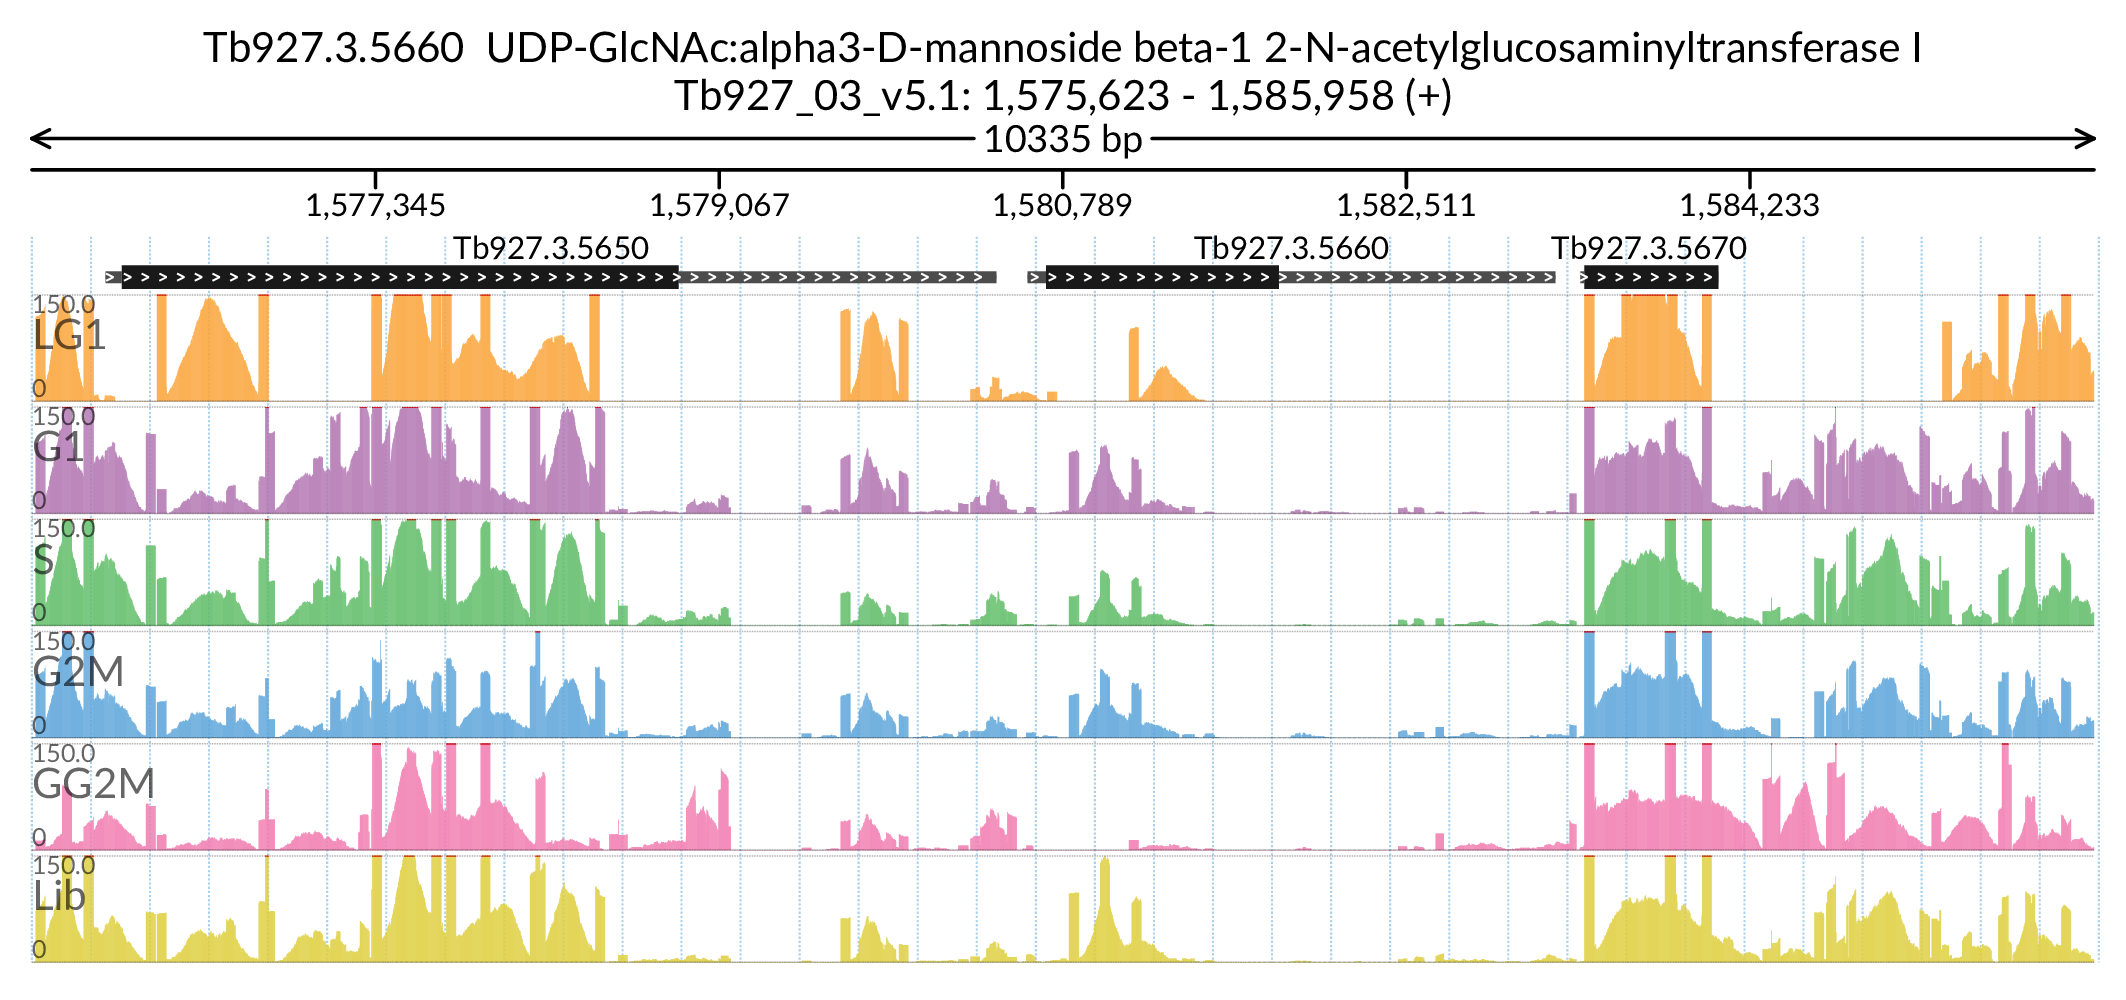 Tb927.3.5660  UDP-GlcNAc:alpha3-D-mannoside beta-1 2-N-acetylglucosaminyltransferase I
Tb927_03_v5.1: 1,575,623 - 1,585,958 (+)
10335 bp
1,577,345 1,579,067 1,580,789 1,582,511 1,584,233
Tb927.3.5650 Tb927.3.5660 Tb927.3.5670
150.0
LG1
0
150.0
G1
0
150.0
S
0
150.0
G2M
0
150.0
GG2M
0
150.0
Lib
0